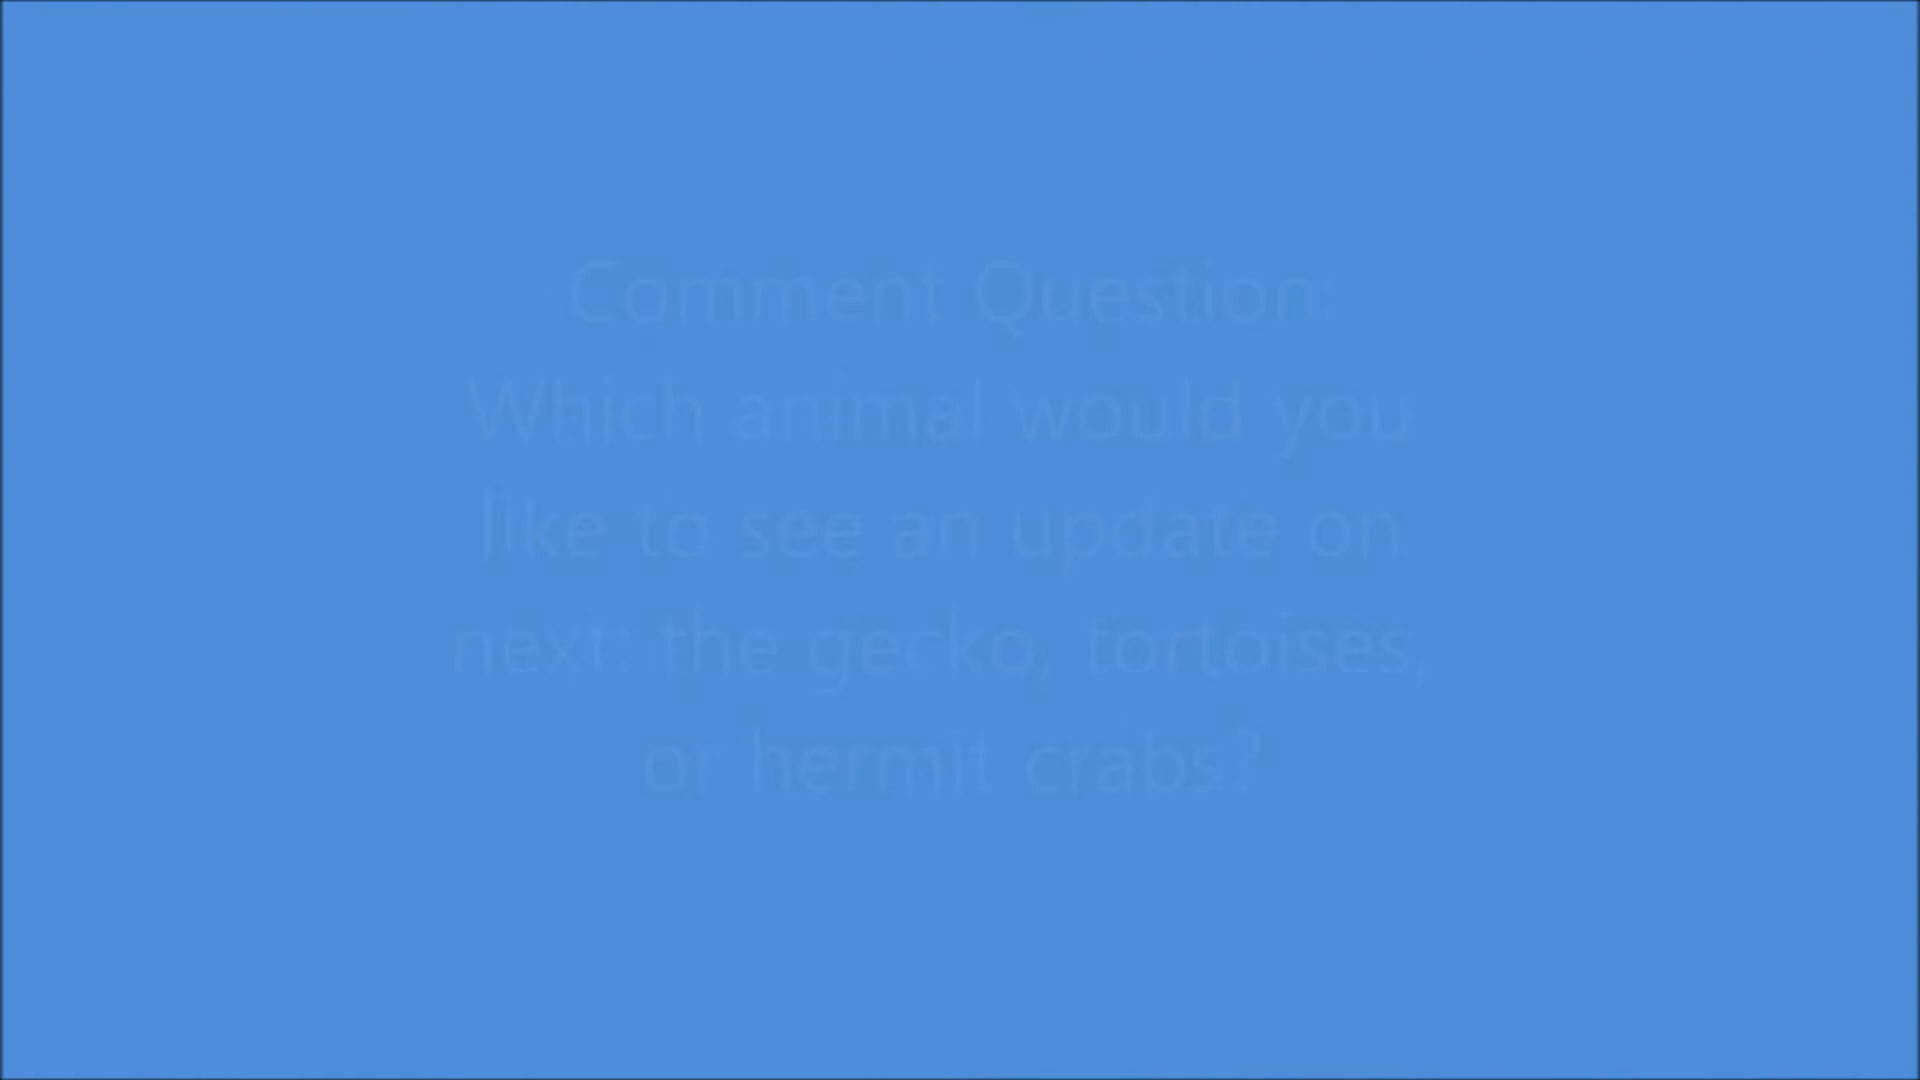 Comment Question:
Which animal would you
like to see an update on
next: the gecko, tortoises,
or hermit crabs?